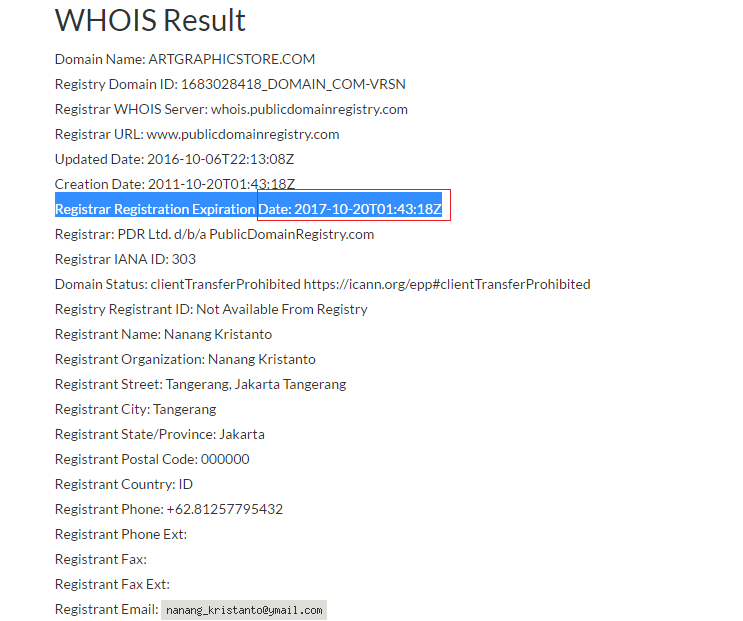 WHOIS Result
Domain Name: ARTGRAPHICSTORE.COM
Registry Domain ID: 1683028418_DOMAIN_COM-VRSN
Registrar WHOIS Server: whois.publicdomainregistry.com
Registrar URL: www.publicdomainregistry.com
Updated Date: 2016-10-06T22:13:08Z
Creation Date: 2011-10-20T01:43:18Z
Registrar Registration Expiration Date: 2017-10-20T01:43:18Z
Registrar: PDR Ltd. d/b/a PublicDomainRegistry.com
Registrar IANA ID: 303
Domain Status: clientTransferProhibited https://icann.org/epp#clientTransferProhibited
Registry Registrant ID: Not Available From Registry
Registrant Name: Nanang Kristanto
Registrant Organization: Nanang Kristanto
Registrant Street: Tangerang, Jakarta Tangerang
Registrant City: Tangerang
Registrant State/Province: Jakarta
Registrant Postal Code: 000000
Registrant Country: ID
Registrant Phone: +62.81257795432
Registrant Phone Ext:
Registrant Fax:
Registrant Fax Ext:
Registrant Email: nanang_kristanto@ymail.com